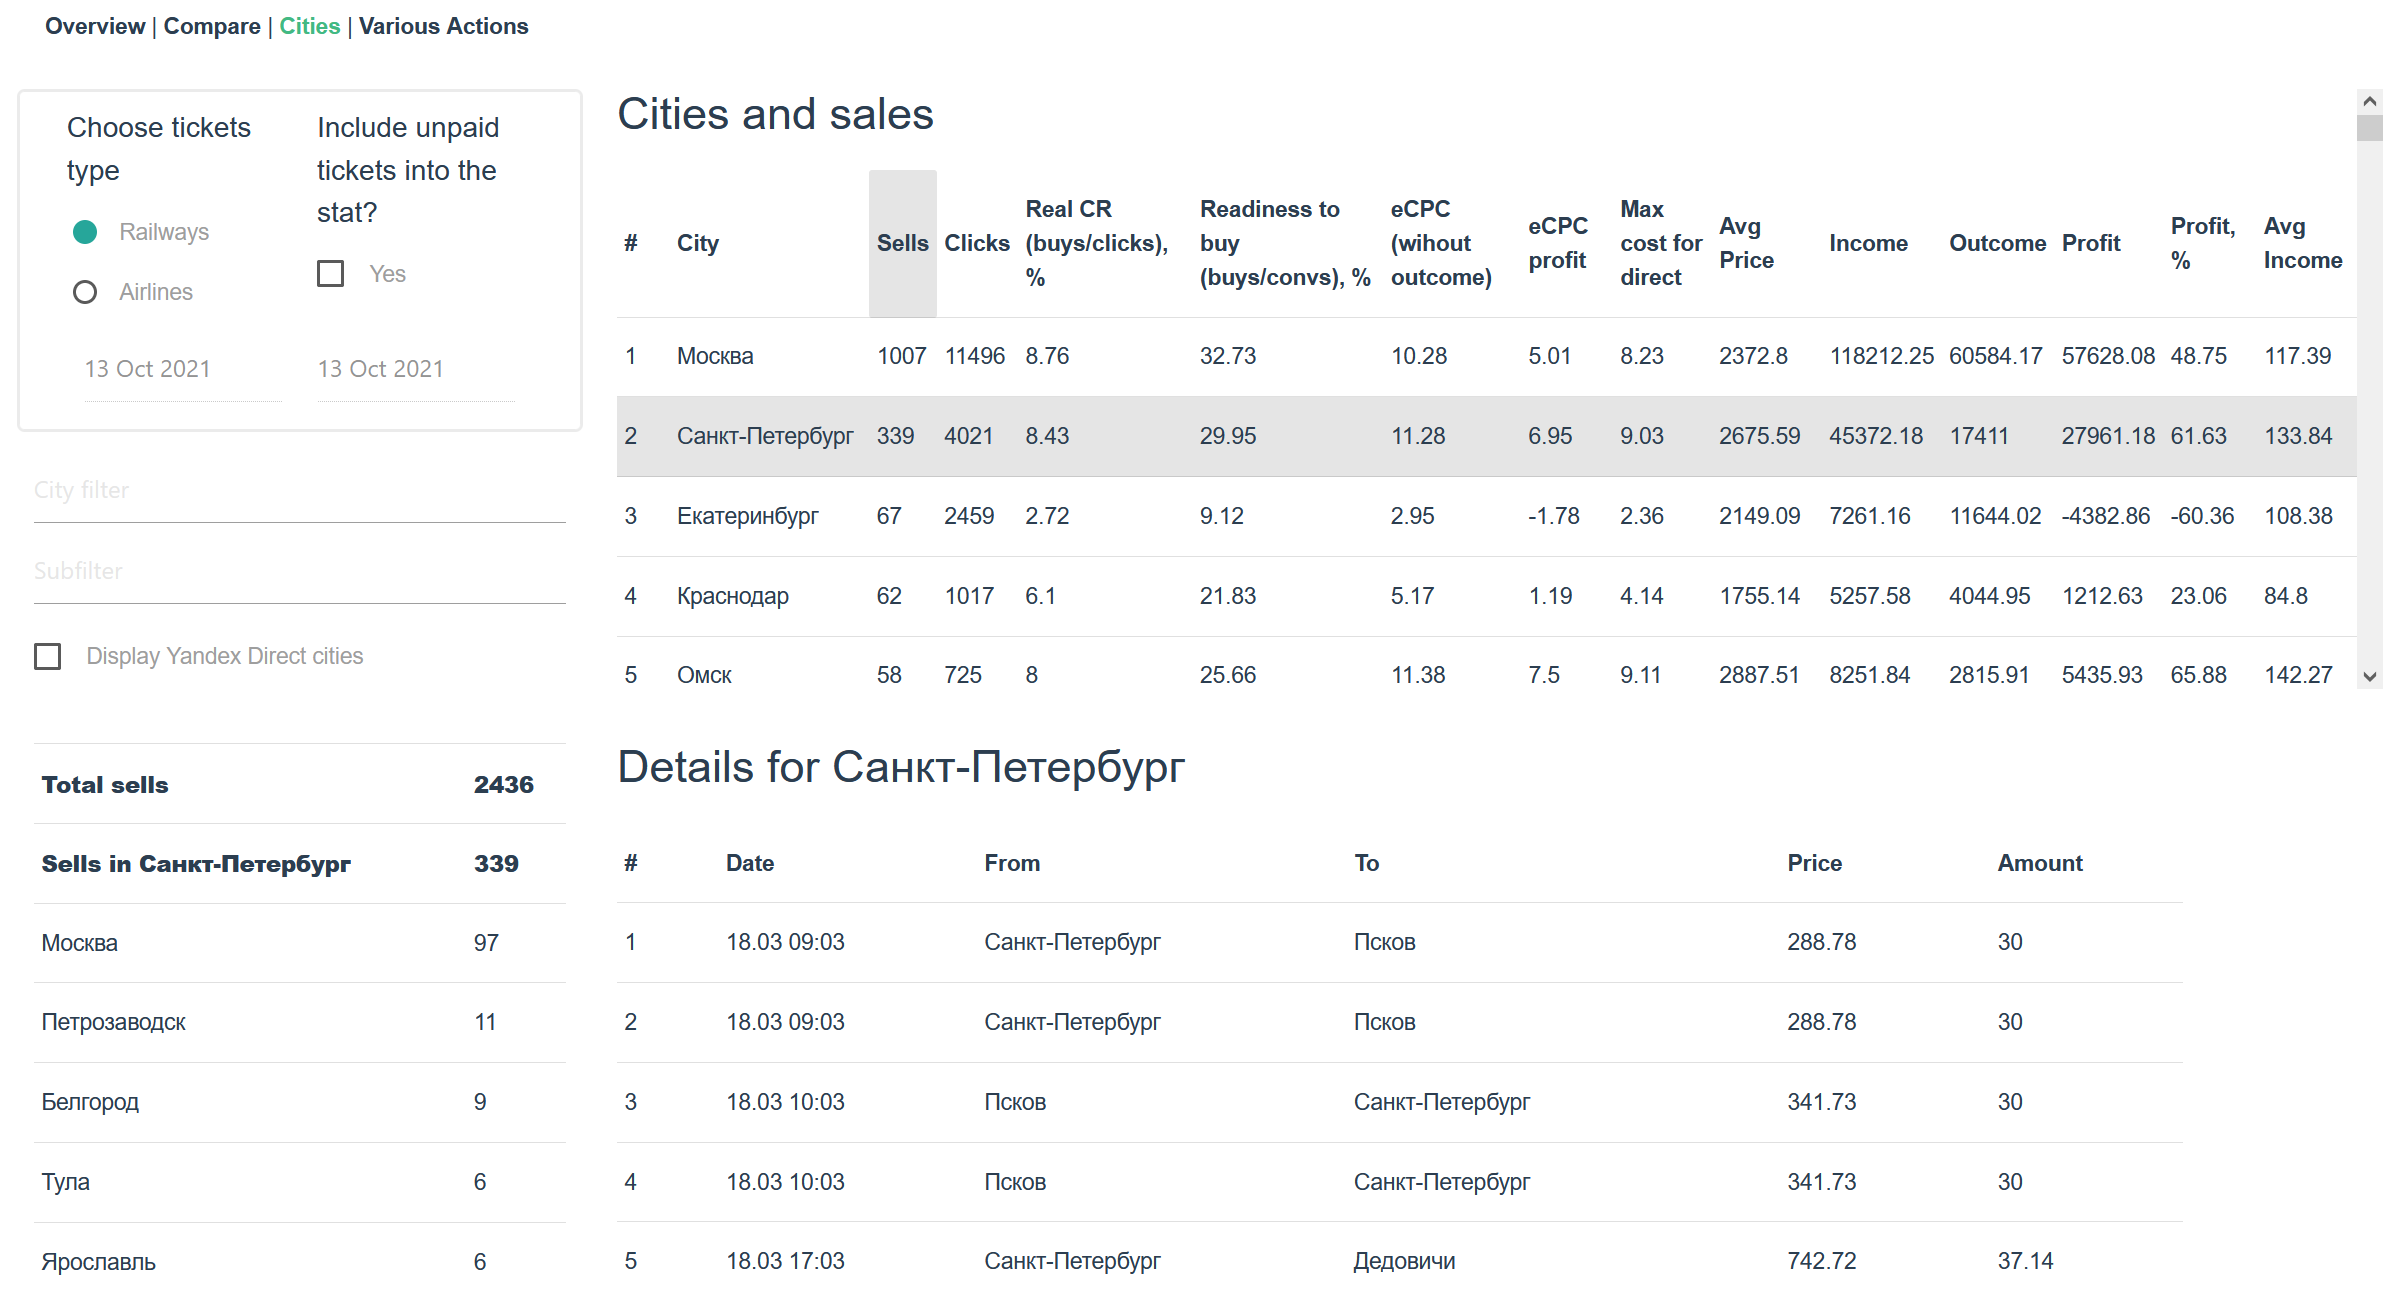 Overview | Compare | Cities | Various Actions
Choose tickets
type
Railways
Airlines
Include unpaid
tickets into the
stat?
Yes
13 Oct 2021 13 Oct 2021
City filter
Subfilter
Display Yandex Direct cities
Total sells 2436
Sells in Санкт-Петербург 339
Москва 97
Петрозаводск 11
Белгород 9
Тула 6
Ярославль 6
Cities and sales
# City Sells Clicks Real CR (buys/clicks), % Readiness to buy (buys/convs), % eCPC (wihout outcome) eCPC profit Max cost for direct Avg Price Income Outcome Profit Profit, % Avg Income
1 Москва 1007 11496 8.76 32.73 10.28 5.01 8.23 2372.8 118212.25 60584.17 57628.08 48.75 117.39
2 Санкт-Петербург 339 4021 8.43 29.95 11.28 6.95 9.03 2675.59 45372.18 17411 27961.18 61.63 133.84
3 Екатеринбург 67 2459 2.72 9.12 2.95 -1.78 2.36 2149.09 7261.16 11644.02 -4382.86 -60.36 108.38
4 Краснодар 62 1017 6.1 21.83 5.17 1.19 4.14 1755.14 5257.58 4044.95 1212.63 23.06 84.8
5 Омск 58 725 8 25.66 11.38 7.5 9.11 2887.51 8251.84 2815.91 5435.93 65.88 142.27
Details for Санкт-Петербург
# Date From To Price Amount
1 18.03 09:03 Санкт-Петербург Псков 288.78 30
2 18.03 09:03 Санкт-Петербург Псков 288.78 30
3 18.03 10:03 Псков Санкт-Петербург 341.73 30
4 18.03 10:03 Псков Санкт-Петербург 341.73 30
5 18.03 17:03 Санкт-Петербург Дедовичи 742.72 37.14